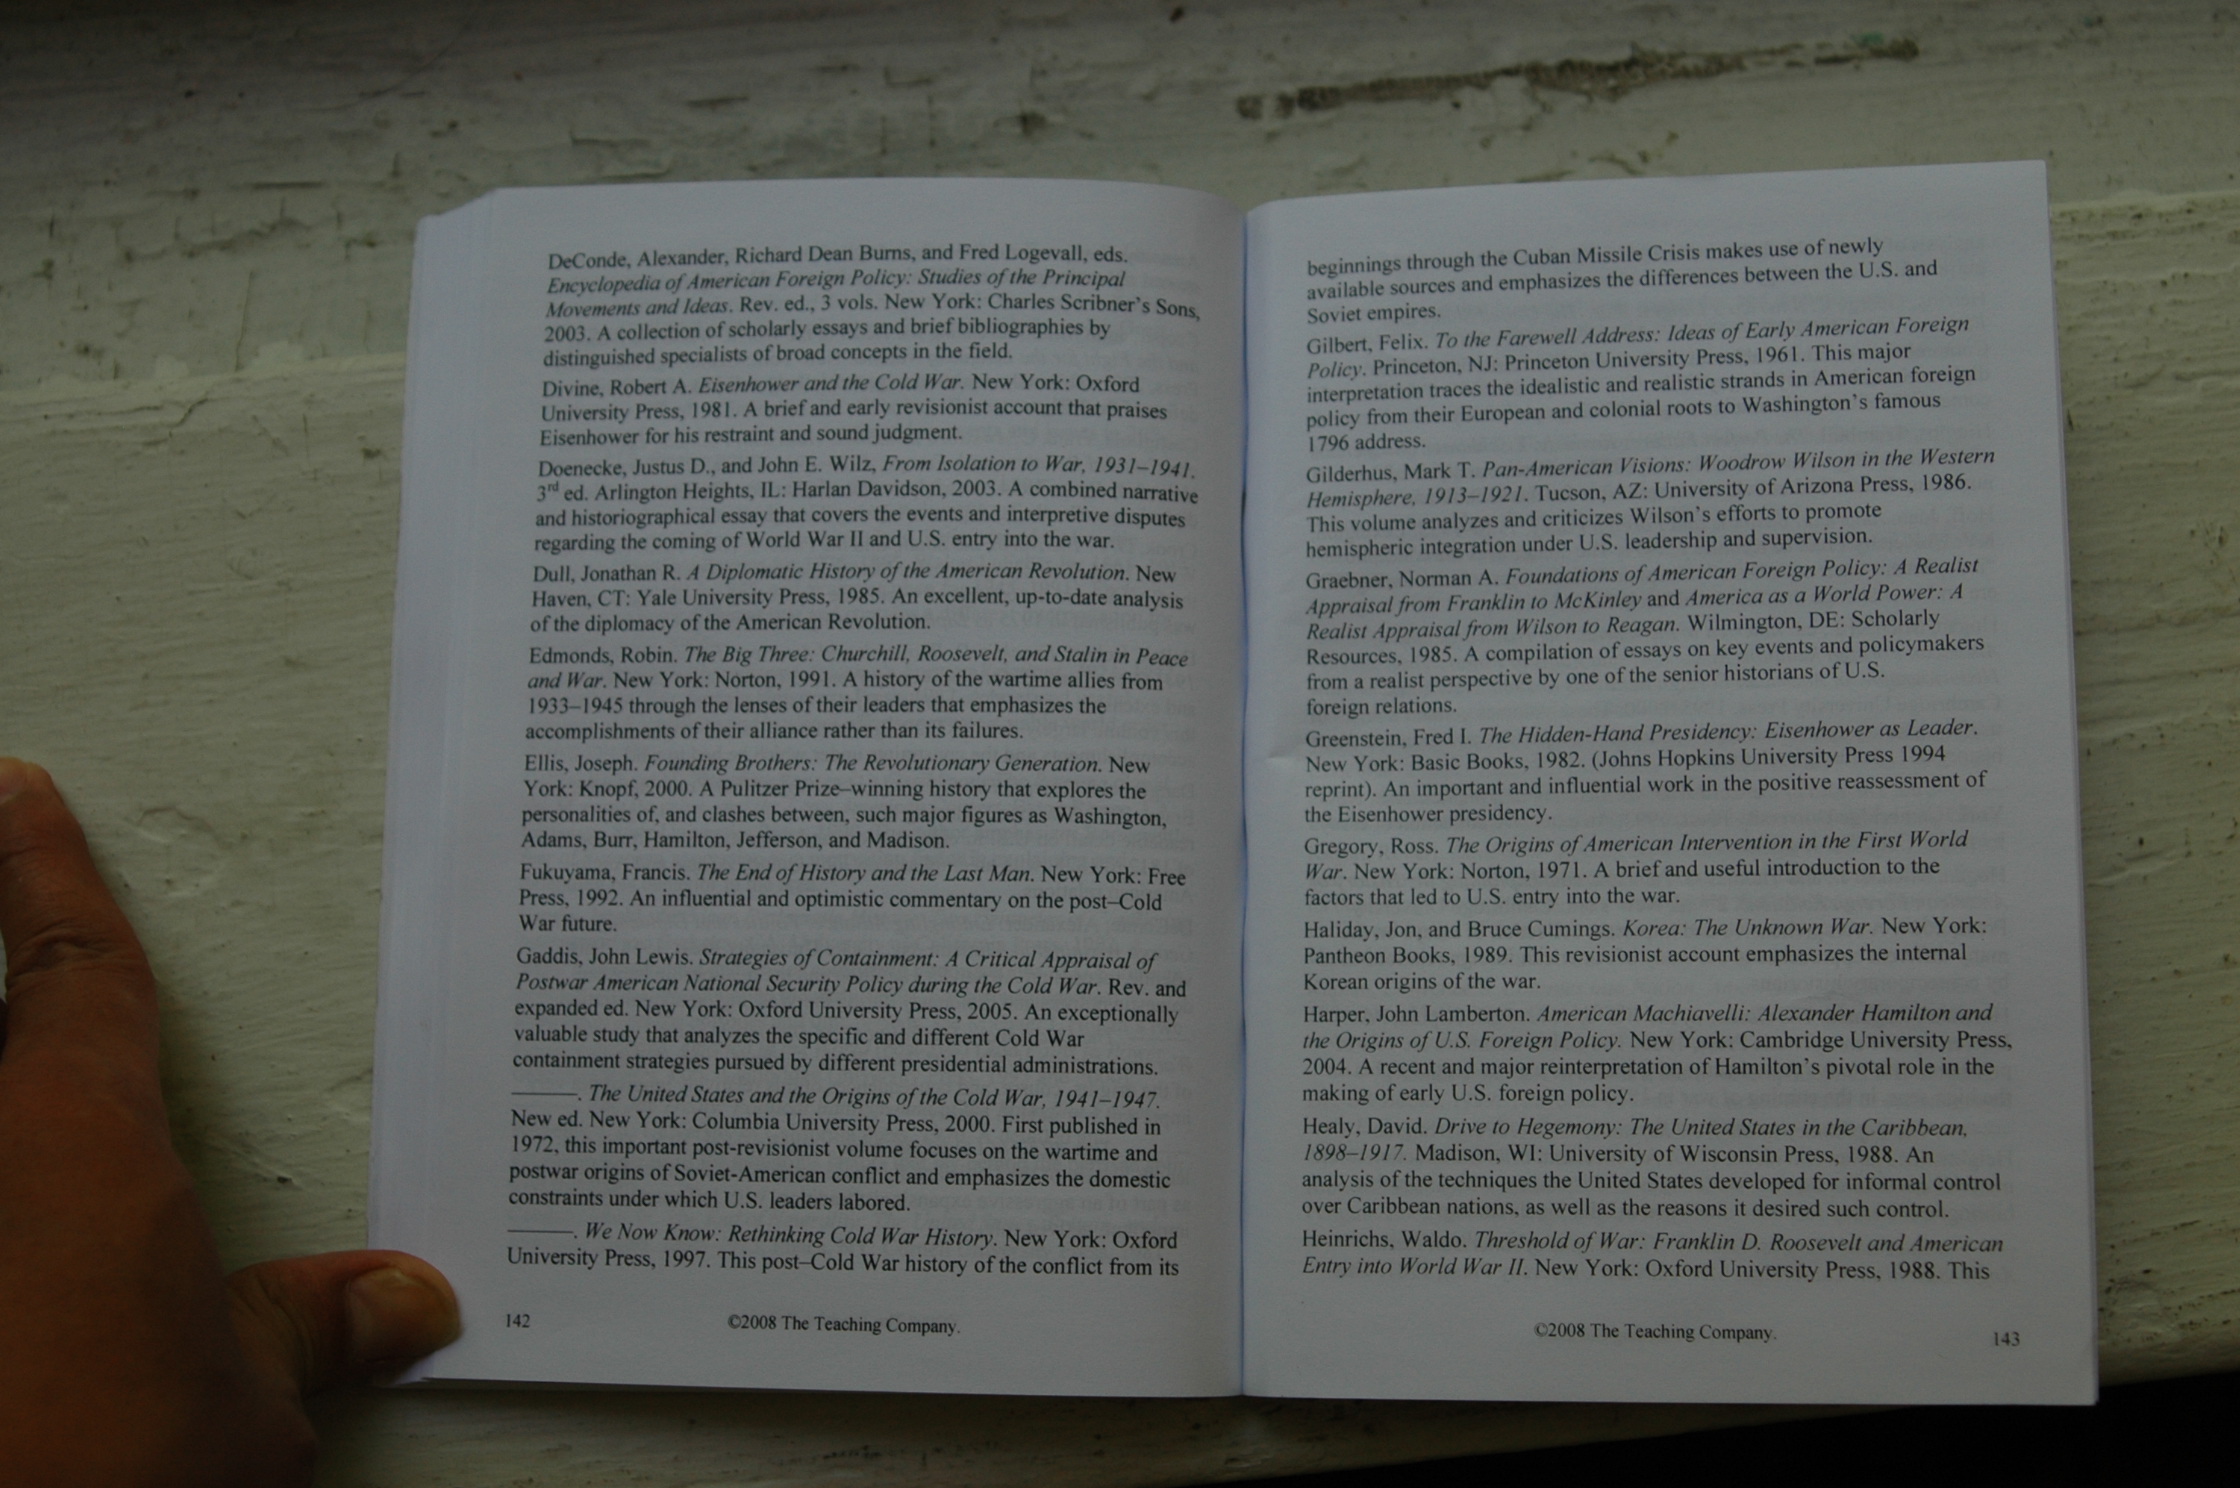 DeConde, Alexander, Richard Dean Burns, and Fred Logevall, eds.
Encyclopedia of American Foreign Policy: Studies of the Principal
Movements and Ideas. Rev. ed., 3 vols. New York: Charles Scribner's Sons,
2003. A collection of scholarly essays and brief bibliographies by
distinguished specialists of broad concepts in the field.
Divine, Robert A. Eisenhower and the Cold War. New York: Oxford
University Press, 1981. A brief and early revisionist account that praises
Eisenhower for his restraint and sound judgment.
Doenecke, Justus D., and John E. Wilz, From Isolation to War, 1931–1941.
3rd ed. Arlington Heights, IL: Harlan Davidson, 2003. A combined narrative
and historiographical essay that covers the events and interpretive disputes
regarding the coming of World War II and U.S. entry into the war.
Dull, Jonathan R. A Diplomatic History of the American Revolution. New
Haven, CT: Yale University Press, 1985. An excellent, up-to-date analysis
of the diplomacy of the American Revolution.
Edmonds, Robin. The Big Three: Churchill, Roosevelt, and Stalin in Peace
and War. New York: Norton, 1991. A history of the wartime allies from
1933–1945 through the lenses of their leaders that emphasizes the
accomplishments of their alliance rather than its failures.
Ellis, Joseph. Founding Brothers: The Revolutionary Generation. New
York: Knopf, 2000. A Pulitzer Prize–winning history that explores the
personalities of, and clashes between, such major figures as Washington,
Adams, Burr, Hamilton, Jefferson, and Madison.
Fukuyama, Francis. The End of History and the Last Man. New York: Free
Press, 1992. An influential and optimistic commentary on the post–Cold
War future.
Gaddis, John Lewis. Strategies of Containment: A Critical Appraisal of
Postwar American National Security Policy during the Cold War. Rev. and
expanded ed. New York: Oxford University Press, 2005. An exceptionally
valuable study that analyzes the specific and different Cold War
containment strategies pursued by different presidential administrations.
———. The United States and the Origins of the Cold War, 1941–1947.
New ed. New York: Columbia University Press, 2000. First published in
1972, this important post-revisionist volume focuses on the wartime and
postwar origins of Soviet-American conflict and emphasizes the domestic
constraints under which U.S. leaders labored.
———. We Now Know: Rethinking Cold War History. New York: Oxford
University Press, 1997. This post–Cold War history of the conflict from its
142
©2008 The Teaching Company.
beginnings through the Cuban Missile Crisis makes use of newly
available sources and emphasizes the differences between the U.S. and
Soviet empires.
Gilbert, Felix. To the Farewell Address: Ideas of Early American Foreign
Policy. Princeton, NJ: Princeton University Press, 1961. This major
interpretation traces the idealistic and realistic strands in American foreign
policy from their European and colonial roots to Washington's famous
1796 address.
Gilderhus, Mark T. Pan-American Visions: Woodrow Wilson in the Western
Hemisphere, 1913–1921. Tucson, AZ: University of Arizona Press, 1986.
This volume analyzes and criticizes Wilson's efforts to promote
hemispheric integration under U.S. leadership and supervision.
Graebner, Norman A. Foundations of American Foreign Policy: A Realist
Appraisal from Franklin to McKinley and America as a World Power: A
Realist Appraisal from Wilson to Reagan. Wilmington, DE: Scholarly
Resources, 1985. A compilation of essays on key events and policymakers
from a realist perspective by one of the senior historians of U.S.
foreign relations.
Greenstein, Fred I. The Hidden-Hand Presidency: Eisenhower as Leader.
New York: Basic Books, 1982. (Johns Hopkins University Press 1994
reprint). An important and influential work in the positive reassessment of
the Eisenhower presidency.
Gregory, Ross. The Origins of American Intervention in the First World
War. New York: Norton, 1971. A brief and useful introduction to the
factors that led to U.S. entry into the war.
Haliday, Jon, and Bruce Cumings. Korea: The Unknown War. New York:
Pantheon Books, 1989. This revisionist account emphasizes the internal
Korean origins of the war.
Harper, John Lamberton. American Machiavelli: Alexander Hamilton and
the Origins of U.S. Foreign Policy. New York: Cambridge University Press,
2004. A recent and major reinterpretation of Hamilton's pivotal role in the
making of early U.S. foreign policy.
Healy, David. Drive to Hegemony: The United States in the Caribbean,
1898–1917. Madison, WI: University of Wisconsin Press, 1988. An
analysis of the techniques the United States developed for informal control
over Caribbean nations, as well as the reasons it desired such control.
Heinrichs, Waldo. Threshold of War: Franklin D. Roosevelt and American
Entry into World War II. New York: Oxford University Press, 1988. This
©2008 The Teaching Company.
143